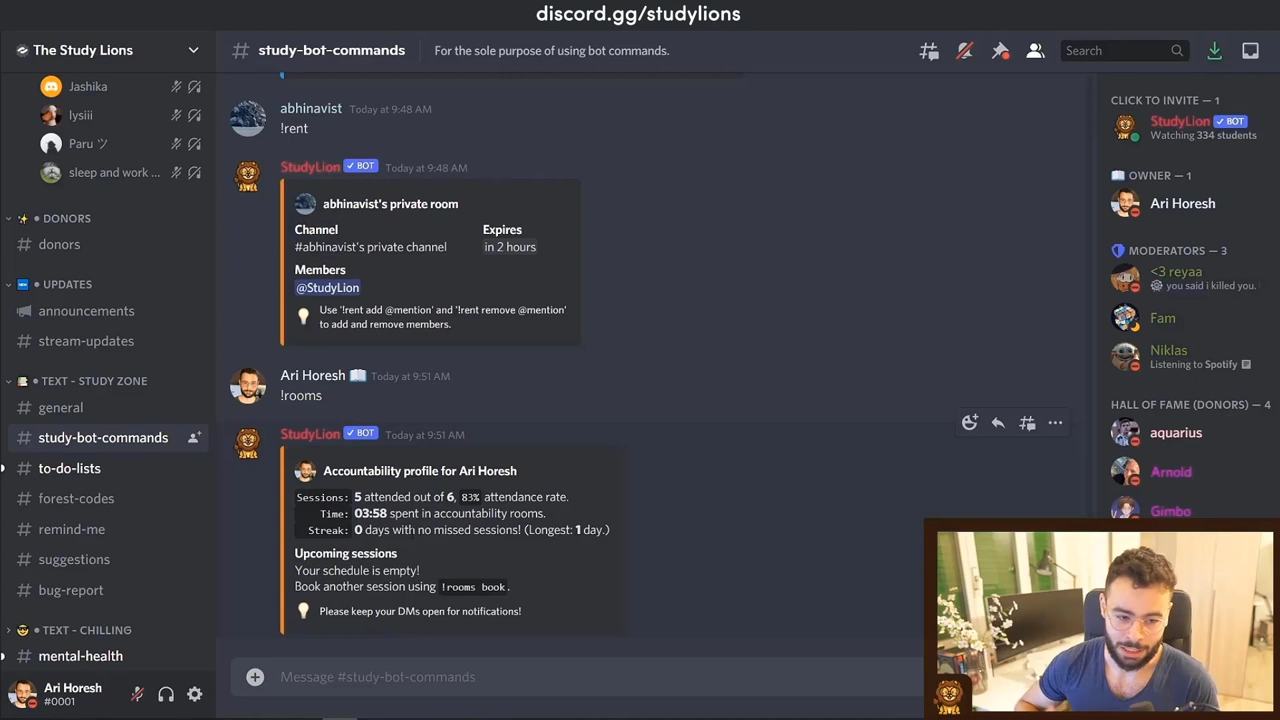 discord.gg/studylions
The Study Lions
Jashika
lysiii
Paru ツ
sleep and work ...
DONORS
donors
UPDATES
announcements
stream-updates
TEXT - STUDY ZONE
general
study-bot-commands
to-do-lists
forest-codes
remind-me
suggestions
bug-report
TEXT - CHILLING
mental-health
Ari Horesh
#0001
study-bot-commands
For the sole purpose of using bot commands.
Search
abhinavist Today at 9:48 AM
!rent
StudyLion BOT Today at 9:48 AM
abhinavist's private room
Channel Expires
#abhinavist's private channel in 2 hours
Members
@StudyLion
Use '!rent add @mention' and '!rent remove @mention'
to add and remove members.
Ari Horesh Today at 9:51 AM
!rooms
StudyLion BOT Today at 9:51 AM
Accountability profile for Ari Horesh
Sessions: 5 attended out of 6, 83% attendance rate.
Time: 03:58 spent in accountability rooms.
Streak: 0 days with no missed sessions! (Longest: 1 day.)
Upcoming sessions
Your schedule is empty!
Book another session using !rooms book.
Please keep your DMs open for notifications!
Message #study-bot-commands
CLICK TO INVITE — 1
StudyLion BOT
Watching 334 students
OWNER — 1
Ari Horesh
MODERATORS — 3
<3 reyaa
you said i killed you.
Fam
Niklas
Listening to Spotify
HALL OF FAME (DONORS) — 4
aquarius
Arnold
Gimbo